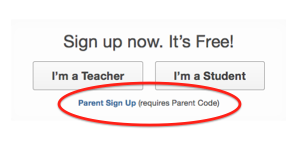 Sign up now. It's Free!
I'm a Teacher I'm a Student
Parent Sign Up (requires Parent Code)